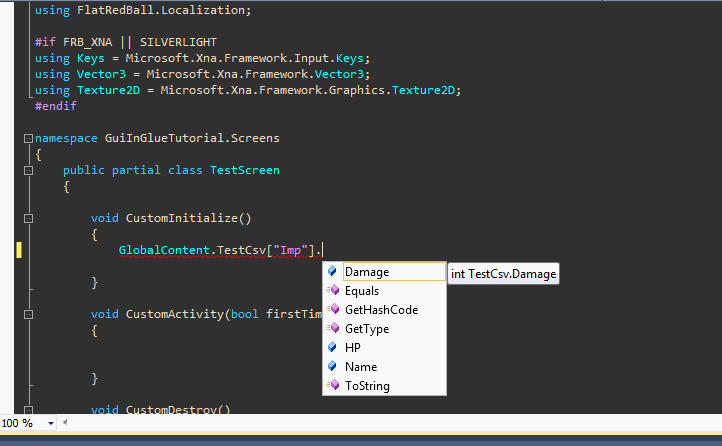 using FlatRedBall.Localization;
#if FRB_XNA || SILVERLIGHT
using Keys = Microsoft.Xna.Framework.Input.Keys;
using Vector3 = Microsoft.Xna.Framework.Vector3;
using Texture2D = Microsoft.Xna.Framework.Graphics.Texture2D;
#endif
namespace GuiInGlueTutorial.Screens
{
public partial class TestScreen
{
void CustomInitialize()
{
GlobalContent.TestCsv["Imp"].
Damage
int TestCsv.Damage
Equals
GetHashCode
GetType
HP
Name
ToString
}
void CustomActivity(bool firstTim
{
}
void CustomDestroy()
100 %